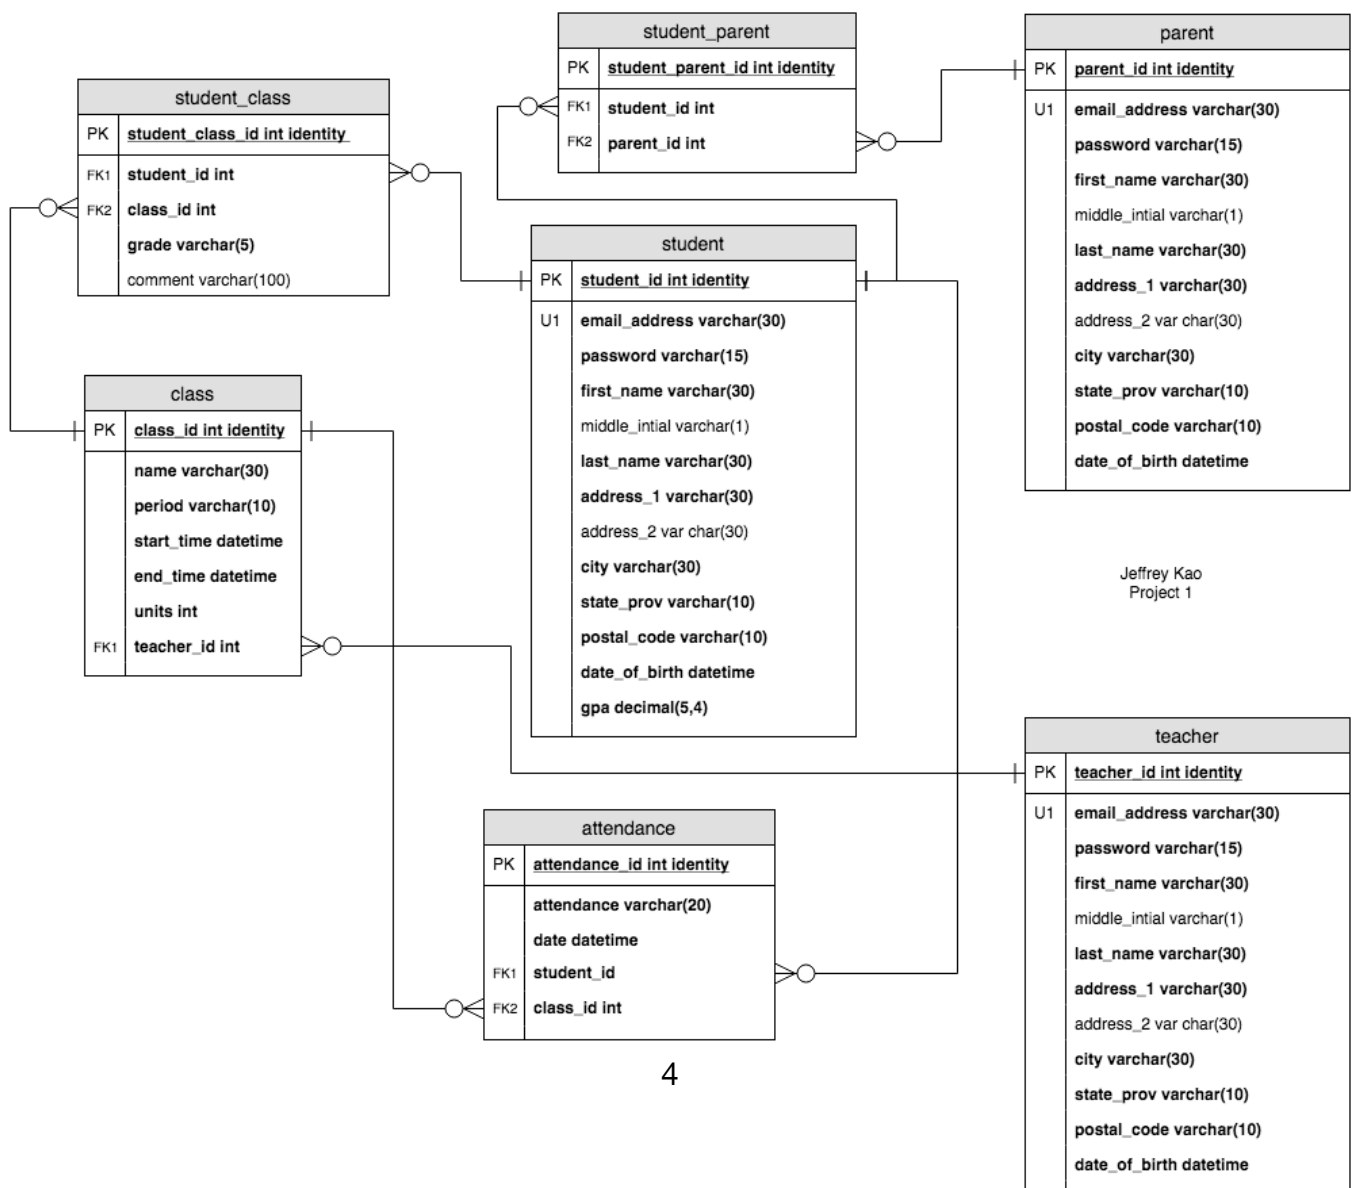 student_parent
PK student_parent_id int identity
FK1 student_id int
FK2 parent_id int
parent
PK parent_id int identity
U1 email_address varchar(30)
password varchar(15)
first_name varchar(30)
middle_intial varchar(1)
last_name varchar(30)
address_1 varchar(30)
address_2 var char(30)
city varchar(30)
state_prov varchar(10)
postal_code varchar(10)
date_of_birth datetime
student_class
PK student_class_id int identity
FK1 student_id int
FK2 class_id int
grade varchar(5)
comment varchar(100)
student
PK student_id int identity
U1 email_address varchar(30)
password varchar(15)
first_name varchar(30)
middle_intial varchar(1)
last_name varchar(30)
address_1 varchar(30)
address_2 var char(30)
city varchar(30)
state_prov varchar(10)
postal_code varchar(10)
date_of_birth datetime
gpa decimal(5,4)
class
PK class_id int identity
name varchar(30)
period varchar(10)
start_time datetime
end_time datetime
units int
FK1 teacher_id int
Jeffrey Kao
Project 1
teacher
PK teacher_id int identity
U1 email_address varchar(30)
password varchar(15)
first_name varchar(30)
middle_intial varchar(1)
last_name varchar(30)
address_1 varchar(30)
address_2 var char(30)
city varchar(30)
state_prov varchar(10)
postal_code varchar(10)
date_of_birth datetime
attendance
PK attendance_id int identity
attendance varchar(20)
date datetime
FK1 student_id
FK2 class_id int
4